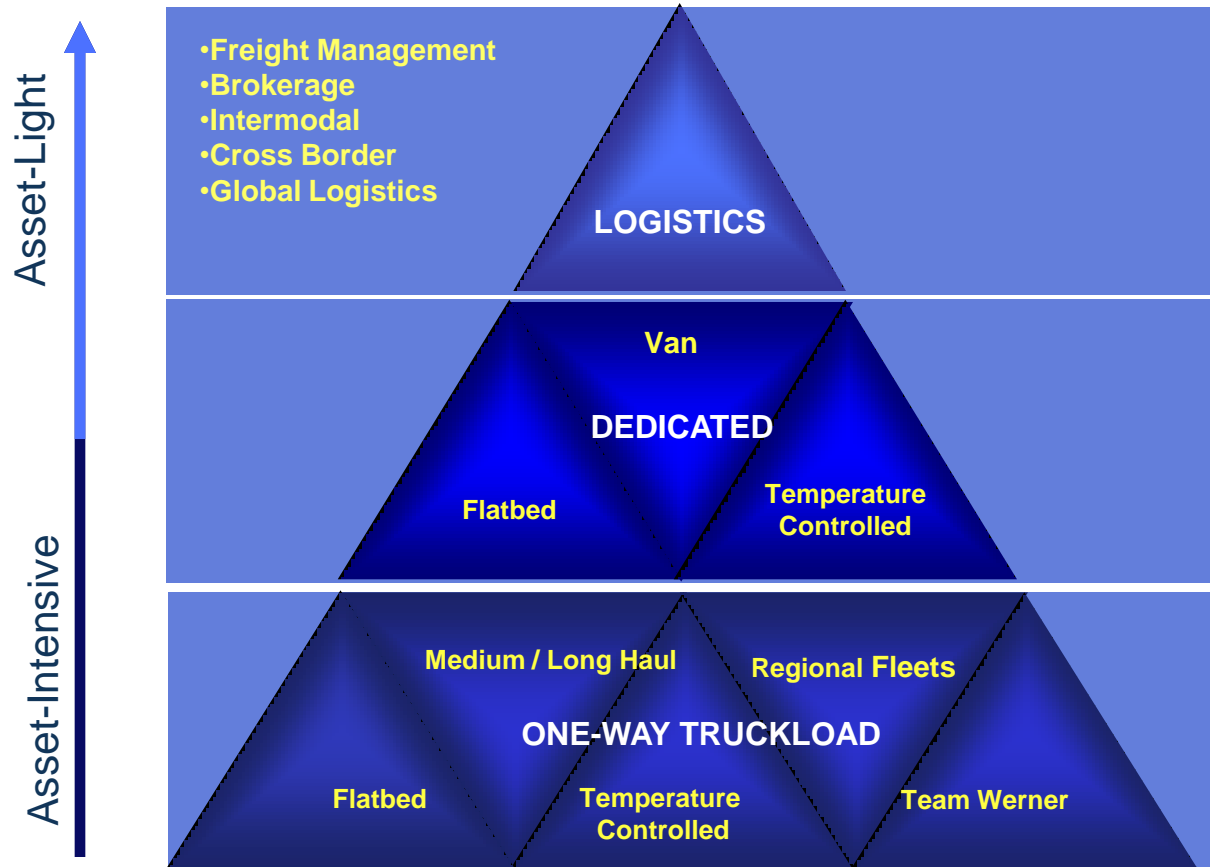 Asset-Light
•Freight Management
•Brokerage
•Intermodal
•Cross Border
•Global Logistics
LOGISTICS
Van
DEDICATED
Flatbed
Temperature
Controlled
Asset-Intensive
Medium / Long Haul
Regional Fleets
ONE-WAY TRUCKLOAD
Flatbed
Temperature
Controlled
Team Werner